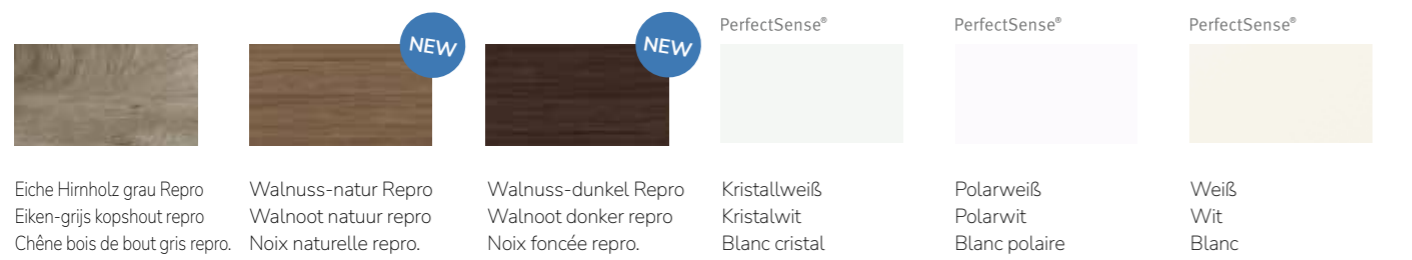 NEW
NEW
PerfectSense®
PerfectSense®
PerfectSense®
Eiche Hirnholz grau Repro
Eiken-grijs kopshout repro
Chêne bois de bout gris repro.
Walnuss-natur Repro
Walnoot natuur repro
Noix naturelle repro.
Walnuss-dunkel Repro
Walnoot donker repro
Noix foncée repro.
Kristallweiß
Kristalwit
Blanc cristal
Polarweiß
Polarwit
Blanc polaire
Weiß
Wit
Blanc